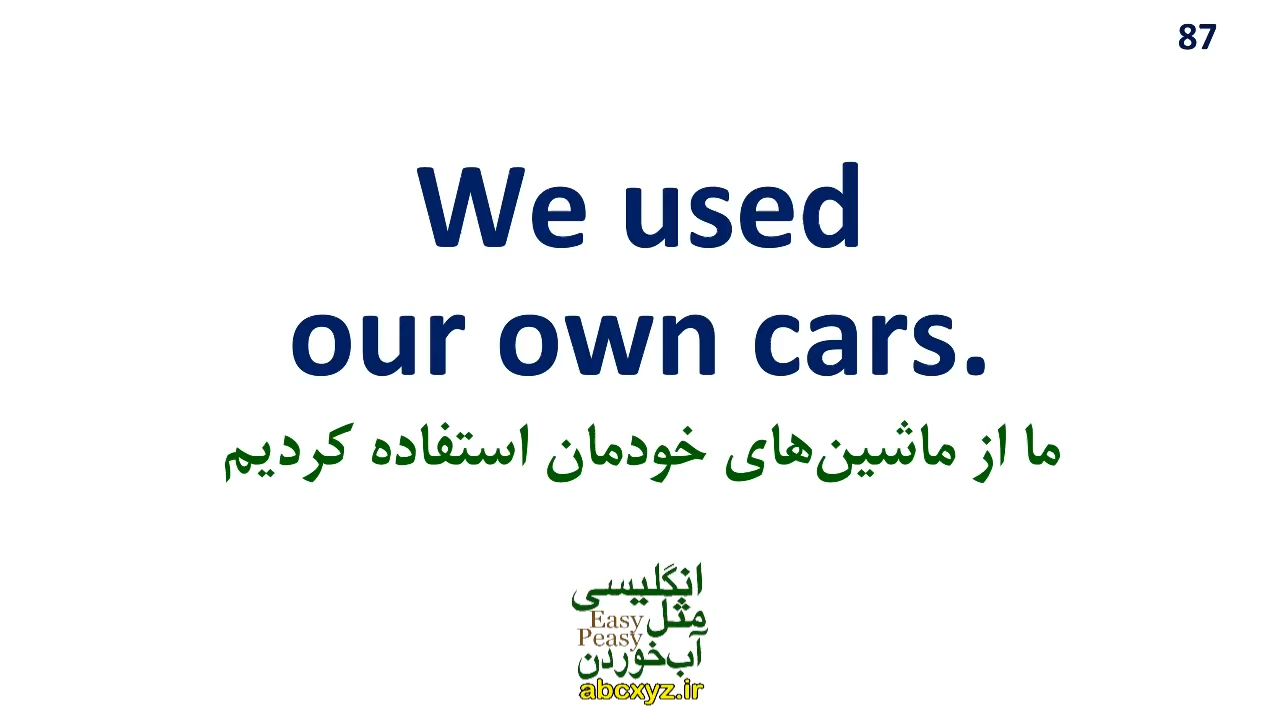 87
We used
our own cars.
ما از ماشین‌های خودمان استفاده کردیم
انگلیسی
مثل
Easy
Peasy
آب‌خوردن
abcxyz.ir